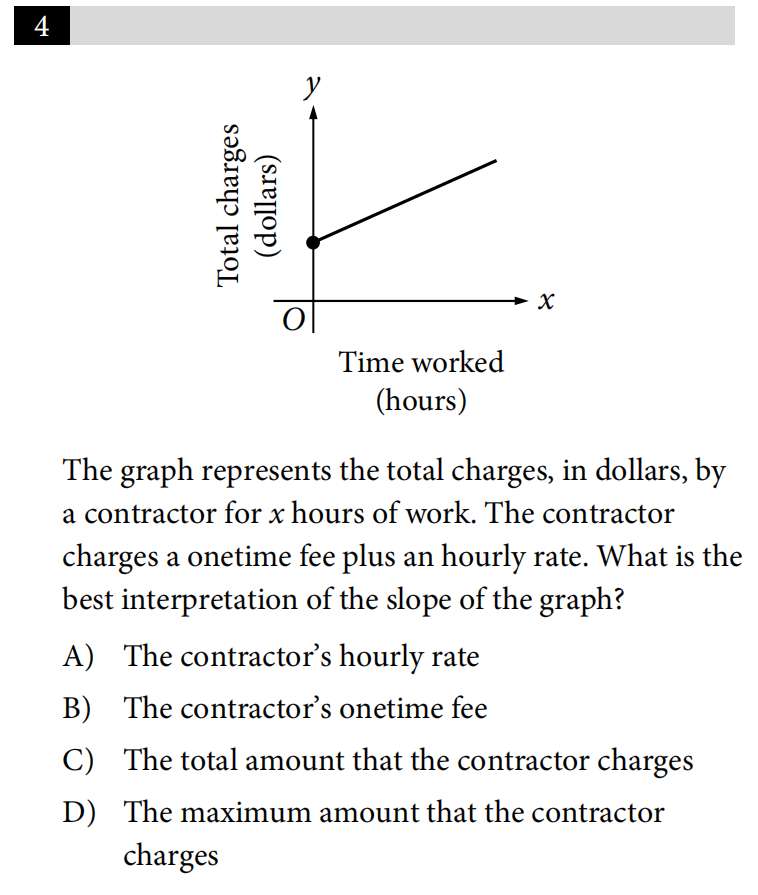 4
y
Total charges
(dollars)
x
O
Time worked
(hours)
The graph represents the total charges, in dollars, by
a contractor for x hours of work. The contractor
charges a onetime fee plus an hourly rate. What is the
best interpretation of the slope of the graph?
A) The contractor’s hourly rate
B) The contractor’s onetime fee
C) The total amount that the contractor charges
D) The maximum amount that the contractor
charges